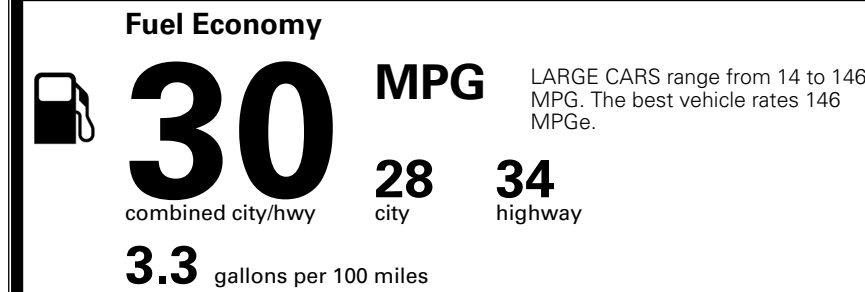 Fuel Economy
30 MPG
LARGE CARS range from 14 to 146
MPG. The best vehicle rates 146
MPGe.
28 34
combined city/hwy city highway
3.3 gallons per 100 miles